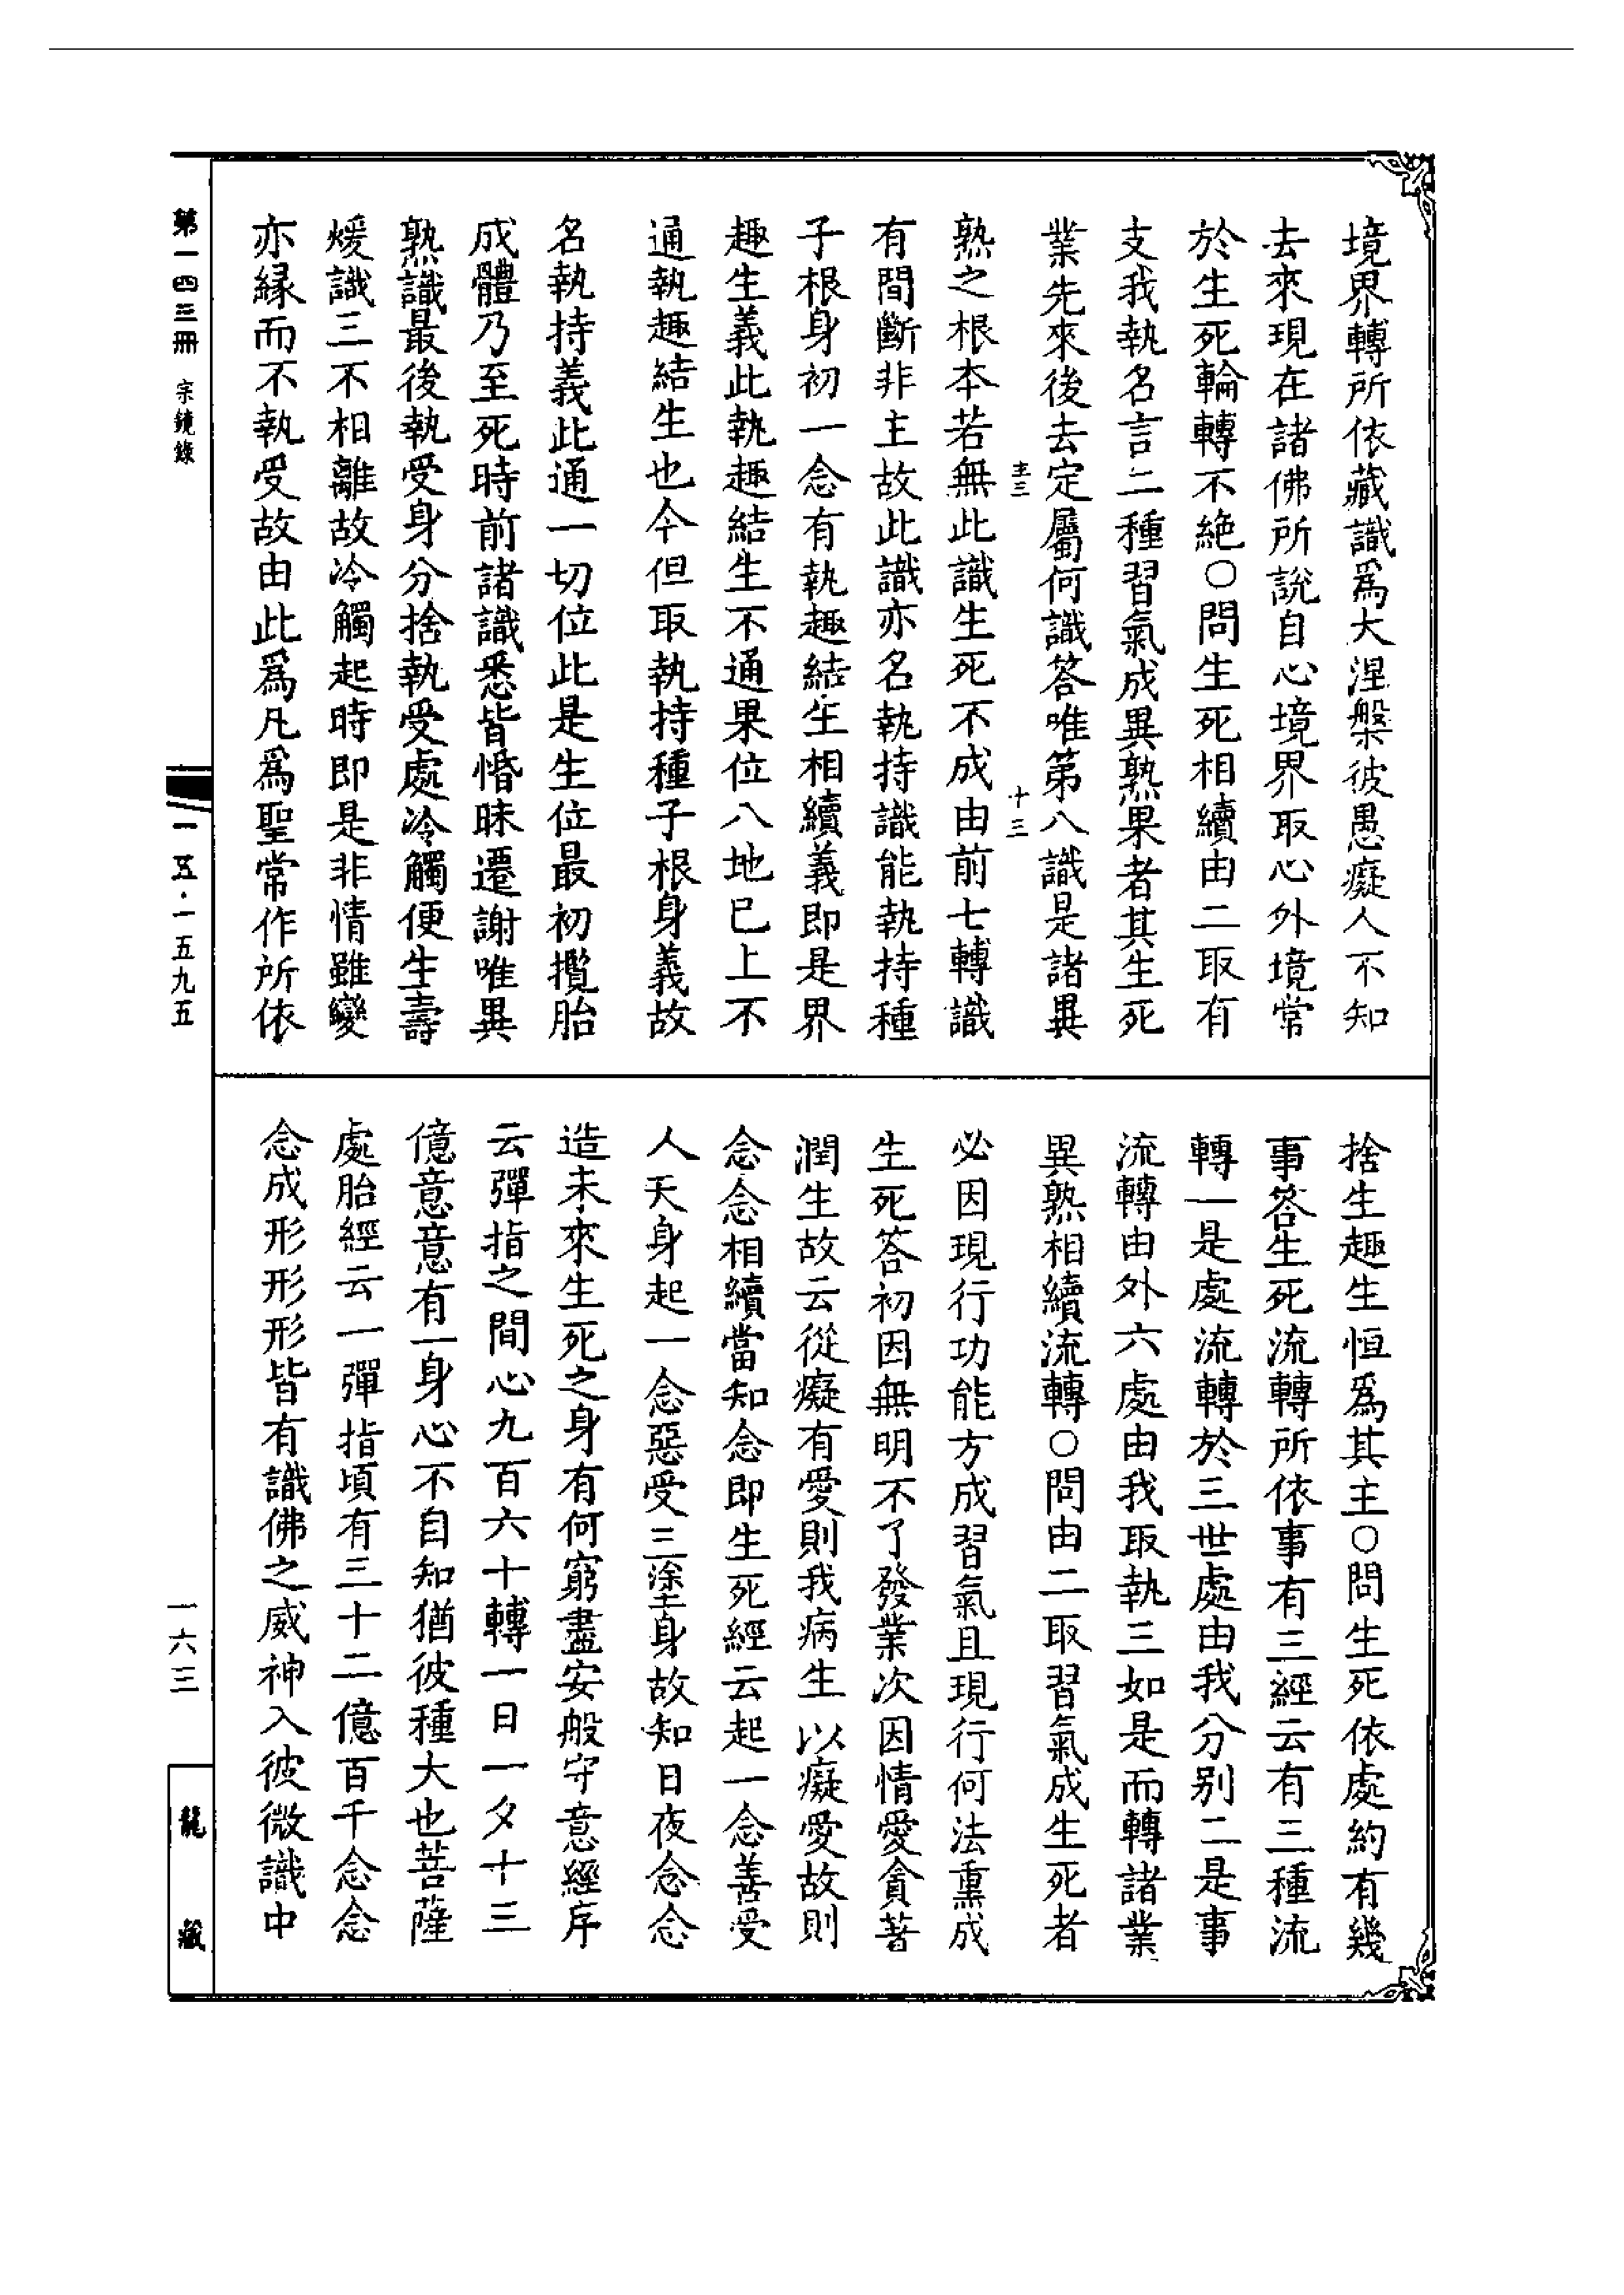 境界轉所依藏識為大涅槃彼愚癡人不知
去來現在諸佛所說自心境界取心外境常
於生死輪轉不絕○問生死相續由二取有
支我執名言二種習氣成異熟果者其生死
業先來後去定屬何識答唯第八識是諸異
十三
熟之根本若無此識生死不成由前七轉識
有間斷非主故此識亦名執持識能執持種
子根身初一念有執趣結生相續義即是界
趣生義此執趣結生不通果位八地已上不
通執趣結生也今但取執持種子根身義故
名執持義此通一切位此是生位最初攬胎
成體乃至死時前諸識悉皆惛昧遷謝唯異
熟識最後執受身分捨執受處冷觸便生壽
煖識三不相離故冷觸起時即是非情雖變
亦緣而不執受故由此為凡為聖常作所依
捨生趣生恒為其主○問生死依處約有幾
事答生死流轉所依事有三經云有三種流
轉一是處流轉於三世處由我分別二是事
流轉由外六處由我取執三如是而轉諸業
異熟相續流轉○問由二取習氣成生死者
必因現行功能方成習氣且現行何法熏成
生死答初因無明不了發業次因情愛貪著
潤生故云從癡有愛則我病生以癡愛故則
念念相續當知念即生死經云起一念善受
人天身起一念惡受三塗身故知日夜念念
造未來生死之身有何窮盡安般守意經序
云彈指之間心九百六十轉一日一夕十三
億意意有一身心不自知猶彼種大也菩薩
處胎經云一彈指頃有三十二億百千念念
念成形形形皆有識佛之威神入彼微識中
第一四三冊 宗鏡錄
一一五·一五九五
一六三
龍藏